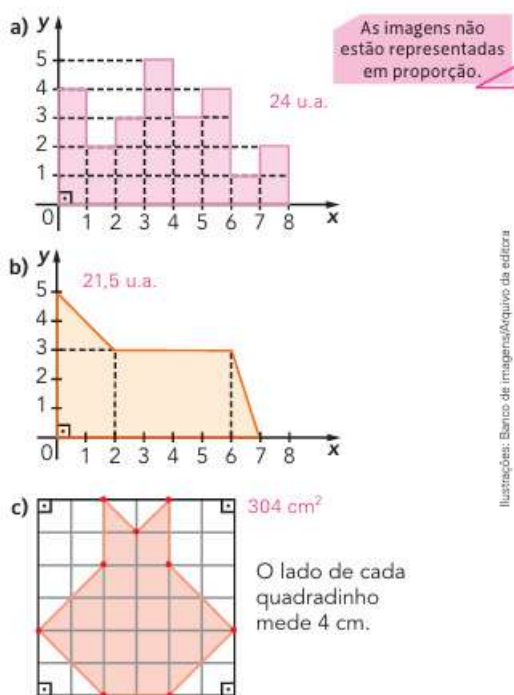 a) y
As imagens não
estão representadas
em proporção.
5
4
24 u.a.
3
2
1
0 1 2 3 4 5 6 7 8 x
b) y
21,5 u.a.
5
4
3
2
1
0 1 2 3 4 5 6 7 8 x
c)
304 cm²
O lado de cada
quadradinho
mede 4 cm.
Ilustrações: Banco de imagens/Arquivo da editora